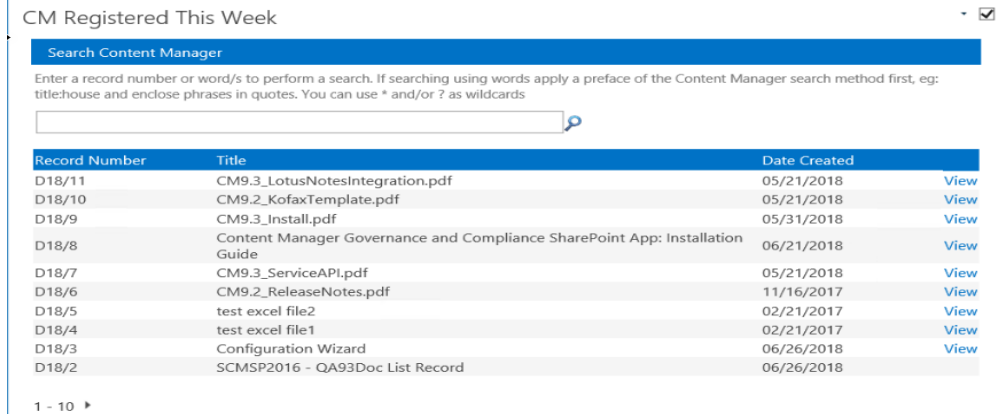 CM Registered This Week
Search Content Manager
Enter a record number or word/s to perform a search. If searching using words apply a preface of the Content Manager search method first, eg:
title:house and enclose phrases in quotes. You can use * and/or ? as wildcards
Record Number Title Date Created
D18/11 CM9.3_LotusNotesIntegration.pdf 05/21/2018 View
D18/10 CM9.2_KofaxTemplate.pdf 05/21/2018 View
D18/9 CM9.3_Install.pdf 05/31/2018 View
D18/8 Content Manager Governance and Compliance SharePoint App: Installation 06/21/2018 View
Guide
D18/7 CM9.3_ServiceAPI.pdf 05/21/2018 View
D18/6 CM9.2_ReleaseNotes.pdf 11/16/2017 View
D18/5 test excel file2 02/21/2017 View
D18/4 test excel file1 02/21/2017 View
D18/3 Configuration Wizard 06/26/2018 View
D18/2 SCMSP2016 - QA93Doc List Record 06/26/2018
1 - 10